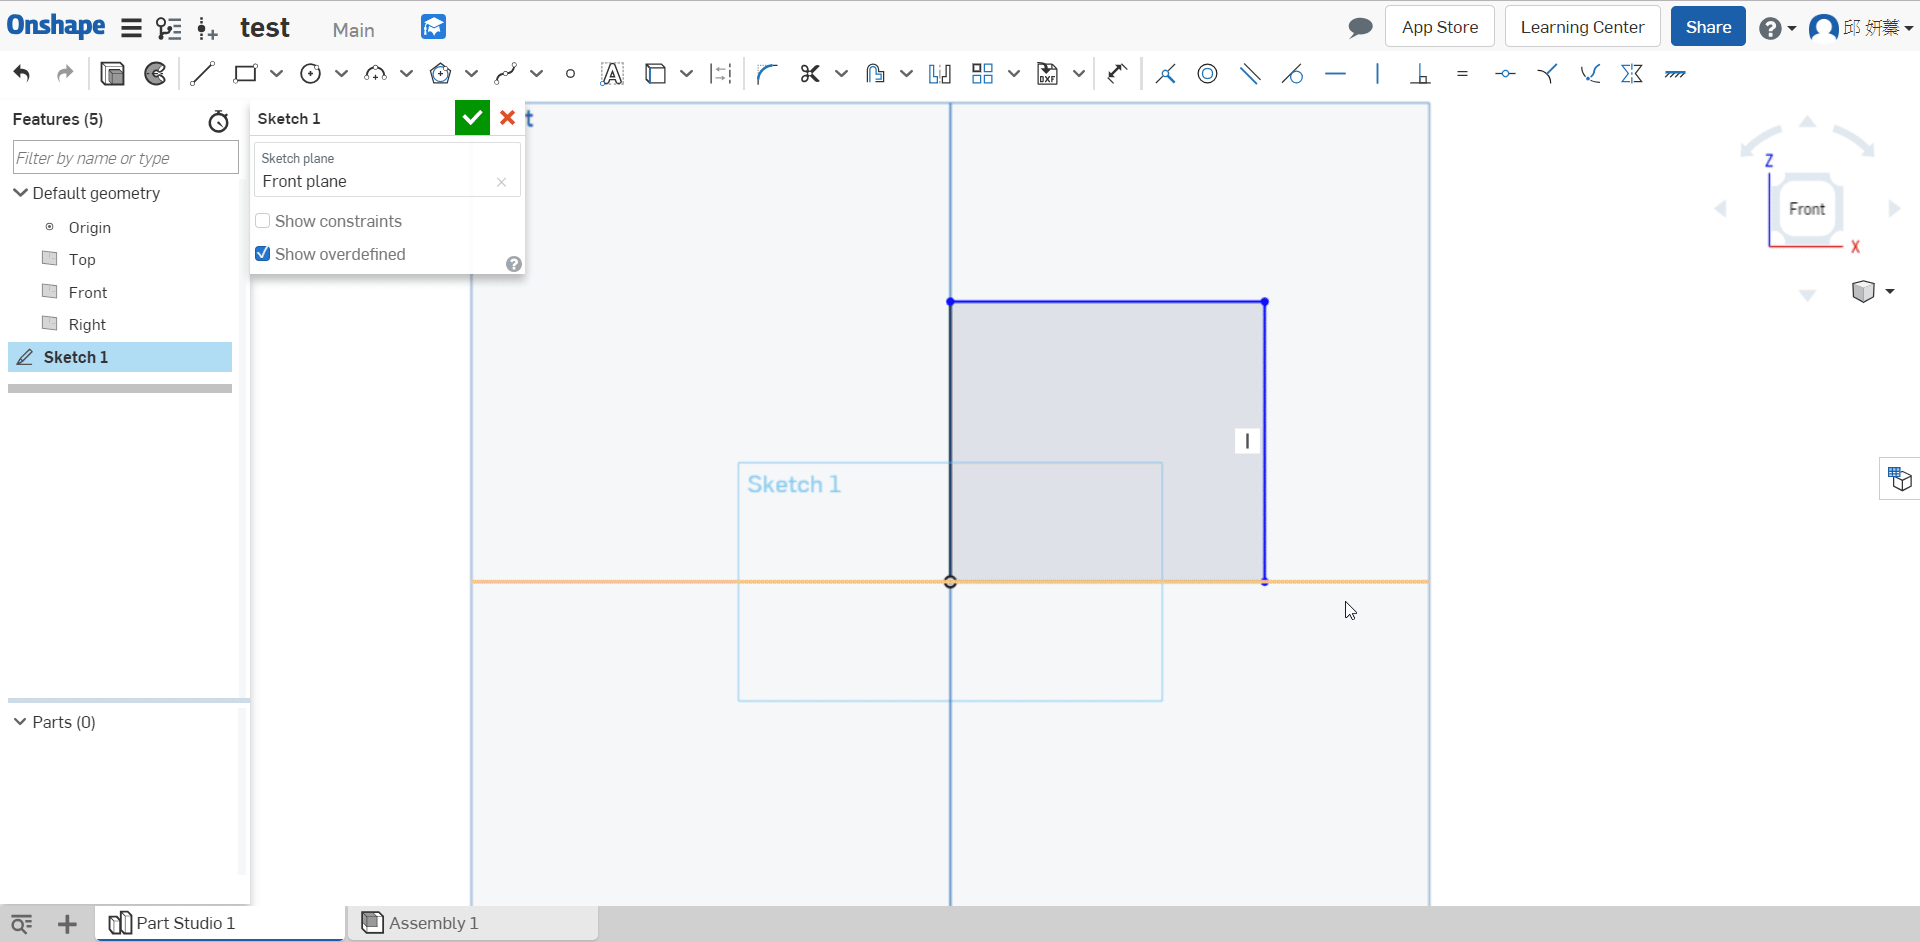 Onshape
test
Main
App Store
Learning Center
Share
邱 妍蓁
DXF
Features (5)
Filter by name or type
Default geometry
Origin
Top
Front
Right
Sketch 1
Parts (0)
Sketch 1
Sketch plane
Front plane
Show constraints
Show overdefined
t
Sketch 1
Z
Front
X
Part Studio 1
Assembly 1